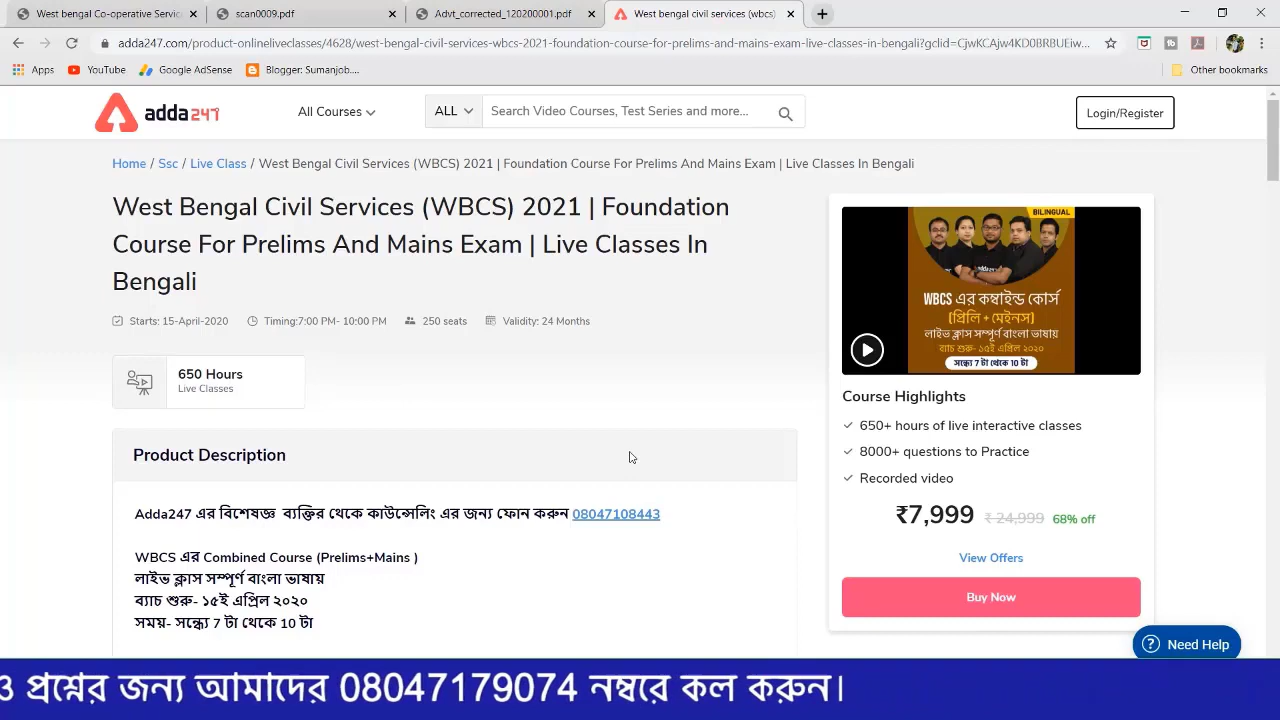 West bengal Co-operative Servic
scan0009.pdf
Advt_corrected_120200001.pdf
West bengal civil services (wbcs)
adda247.com/product-onlineliveclasses/4628/west-bengal-civil-services-wbcs-2021-foundation-course-for-prelims-and-mains-exam-live-classes-in-bengali?gclid=CjwKCAjw4KD0BRBUEiw...
Apps
YouTube
Google AdSense
Blogger: Sumanjob....
Other bookmarks
adda247
All Courses
ALL
Search Video Courses, Test Series and more...
Login/Register
Home / Ssc / Live Class / West Bengal Civil Services (WBCS) 2021 | Foundation Course For Prelims And Mains Exam | Live Classes In Bengali
West Bengal Civil Services (WBCS) 2021 | Foundation
Course For Prelims And Mains Exam | Live Classes In
Bengali
Starts: 15-April-2020
Timing7:00 PM- 10:00 PM
250 seats
Validity: 24 Months
650 Hours
Live Classes
Product Description
Adda247 এর বিশেষজ্ঞ ব্যক্তির থেকে কাউন্সেলিং এর জন্য ফোন করুন 08047108443
WBCS এর Combined Course (Prelims+Mains )
লাইভ ক্লাস সম্পূর্ণ বাংলা ভাষায়
ব্যাচ শুরু- ১৫ই এপ্রিল ২০২০
সময়- সন্ধ্যে 7 টা থেকে 10 টা
BILINGUAL
WBCS এর কম্বাইন্ড কোর্স
(প্রিলি + মেইনস)
লাইভ ক্লাস সম্পূর্ণ বাংলা ভাষায়
ব্যাচ শুরু- ১৫ই এপ্রিল ২০২০
সন্ধ্যে 7 টা থেকে 10 টা
Course Highlights
650+ hours of live interactive classes
8000+ questions to Practice
Recorded video
₹7,999 ₹ 24,999 68% off
View Offers
Buy Now
Need Help
ও প্রশ্নের জন্য আমাদের 08047179074 নম্বরে কল করুন।